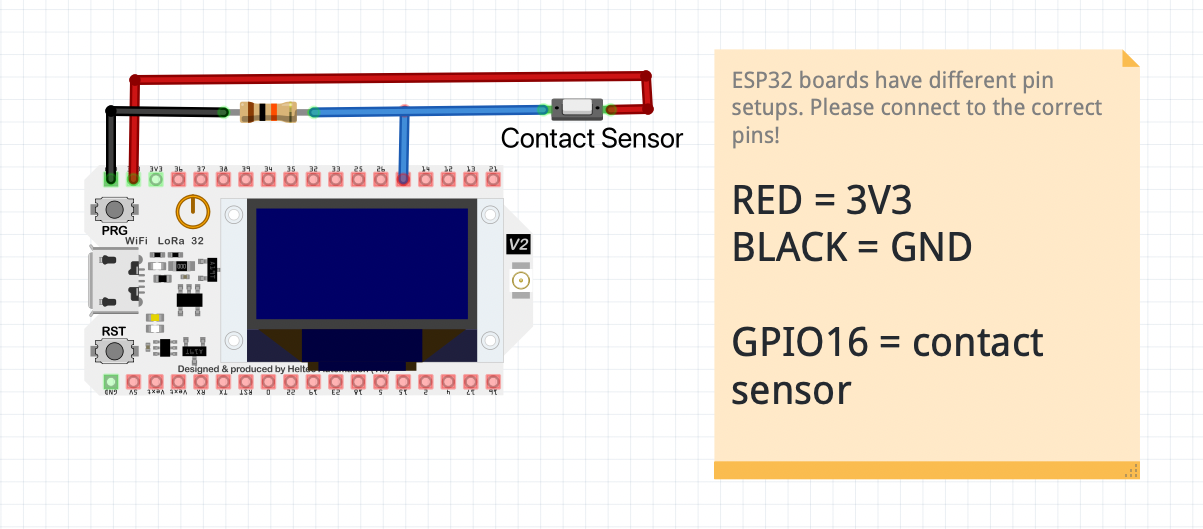 Contact Sensor
3V3 36 37 38 39 34 35 32 33 25 26 14 12 13 21
PRG
WiFi LoRa 32
V2
RST
Designed & produced by Heltec Automation
GND 5V Vext Vext RX TX RST 0 22 19 23 18 5 15 2 4 17 16
ESP32 boards have different pin
setups. Please connect to the correct
pins!
RED = 3V3
BLACK = GND
GPIO16 = contact
sensor